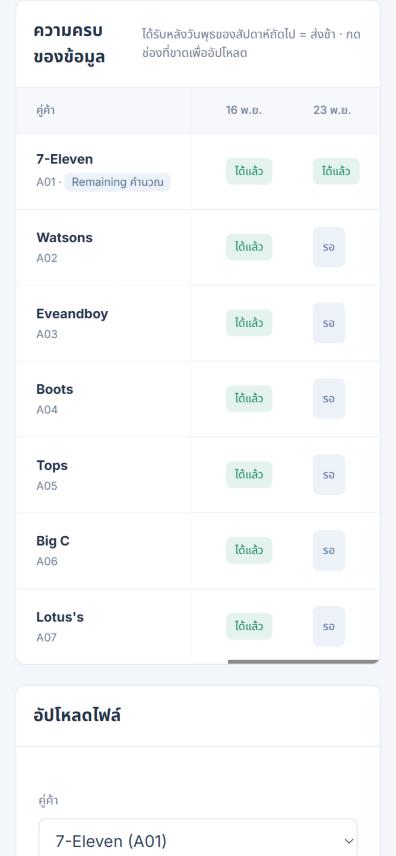 ความครบ
ของข้อมูล
ได้รับหลังวันพุธของสัปดาห์ถัดไป = ส่งช้า · กด
ช่องที่ขาดเพื่ออัปโหลด
คู่ค้า 16 พ.ย. 23 พ.ย.
7-Eleven
A01 · Remaining คำนวณ
ได้แล้ว ได้แล้ว
Watsons
A02
ได้แล้ว รอ
Eveandboy
A03
ได้แล้ว รอ
Boots
A04
ได้แล้ว รอ
Tops
A05
ได้แล้ว รอ
Big C
A06
ได้แล้ว รอ
Lotus's
A07
ได้แล้ว รอ
อัปโหลดไฟล์
คู่ค้า
7-Eleven (A01)